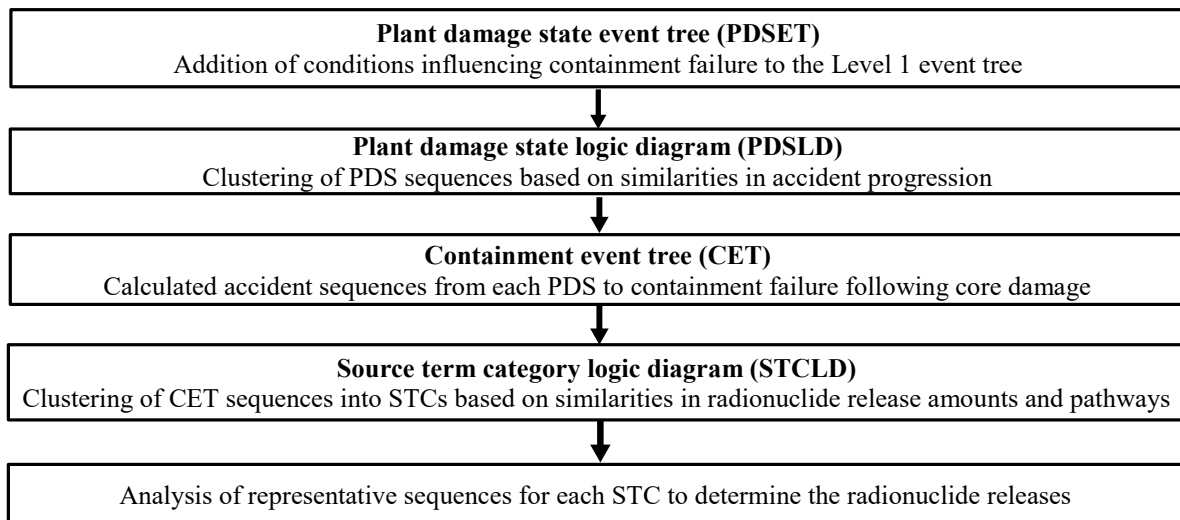 Plant damage state event tree (PDSET)
Addition of conditions influencing containment failure to the Level 1 event tree
Plant damage state logic diagram (PDSLD)
Clustering of PDS sequences based on similarities in accident progression
Containment event tree (CET)
Calculated accident sequences from each PDS to containment failure following core damage
Source term category logic diagram (STCLD)
Clustering of CET sequences into STCs based on similarities in radionuclide release amounts and pathways
Analysis of representative sequences for each STC to determine the radionuclide releases